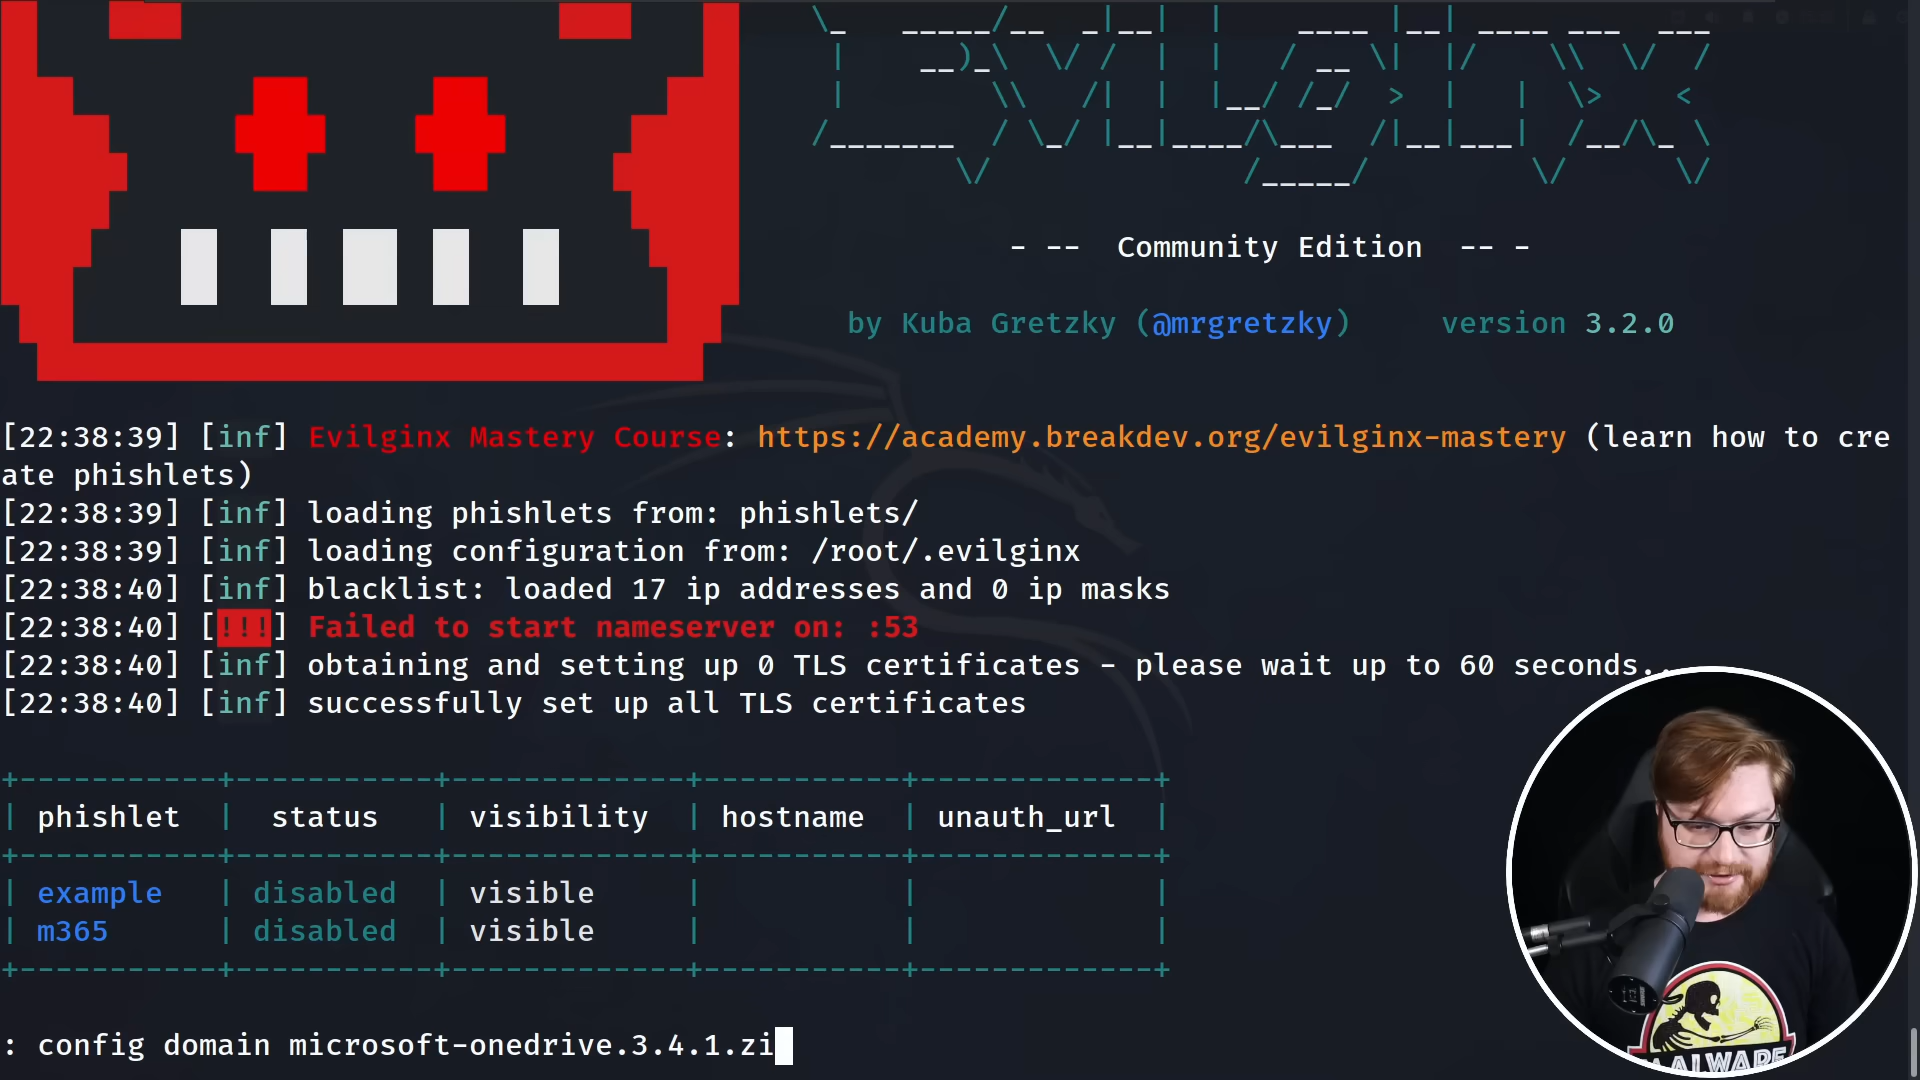 - -- Community Edition -- -
by Kuba Gretzky (@mrgretzky) version 3.2.0
[22:38:39] [inf] Evilginx Mastery Course: https://academy.breakdev.org/evilginx-mastery (learn how to cre
ate phishlets)
[22:38:39] [inf] loading phishlets from: phishlets/
[22:38:39] [inf] loading configuration from: /root/.evilginx
[22:38:40] [inf] blacklist: loaded 17 ip addresses and 0 ip masks
[22:38:40] [!!!] Failed to start nameserver on: :53
[22:38:40] [inf] obtaining and setting up 0 TLS certificates - please wait up to 60 seconds..
[22:38:40] [inf] successfully set up all TLS certificates
| phishlet | status | visibility | hostname | unauth_url |
| example | disabled | visible | | |
| m365 | disabled | visible | | |
: config domain microsoft-onedrive.3.4.1.zi